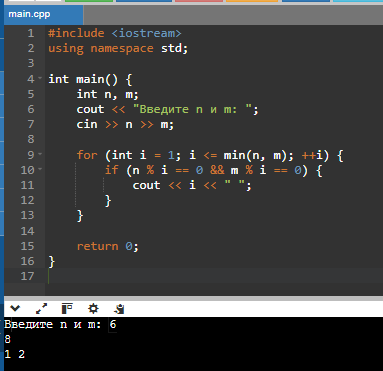 main.cpp
1 #include <iostream>
2 using namespace std;
3
4 int main() {
5     int n, m;
6     cout << "Введите n и m: ";
7     cin >> n >> m;
8
9     for (int i = 1; i <= min(n, m); ++i) {
10         if (n % i == 0 && m % i == 0) {
11             cout << i << " ";
12         }
13     }
14
15     return 0;
16 }
17
Введите n и m: 6
8
1 2